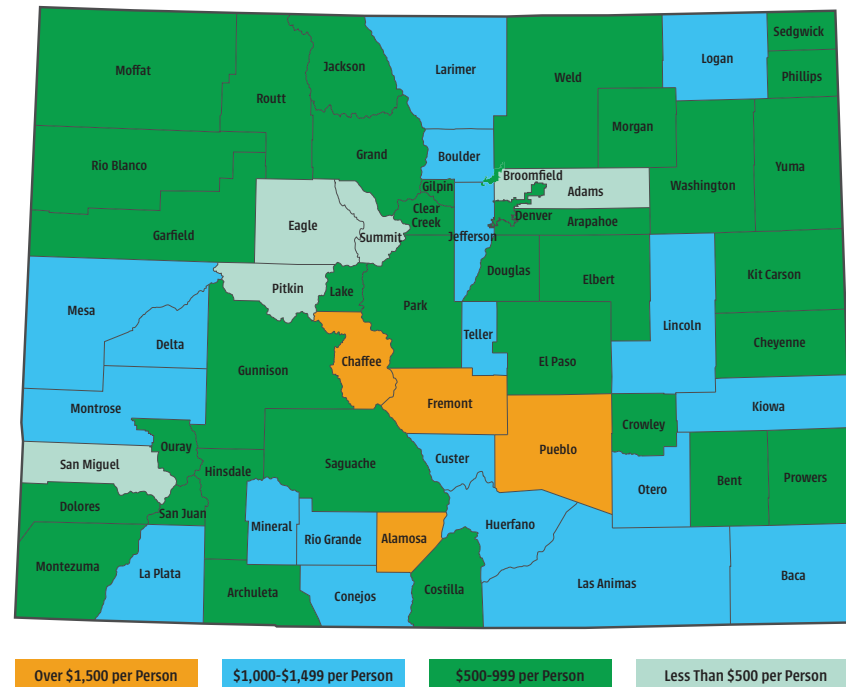 Moffat
Routt
Jackson
Larimer
Weld
Logan
Sedgwick
Phillips
Morgan
Rio Blanco
Grand
Boulder
Washington
Yuma
Gilpin
Broomfield
Adams
Clear
Creek
Denver
Arapahoe
Garfield
Eagle
Summit
Jefferson
Pitkin
Lake
Park
Douglas
Elbert
Kit Carson
Mesa
Delta
Lincoln
Teller
Cheyenne
Gunnison
Chaffee
El Paso
Montrose
Fremont
Kiowa
Crowley
Ouray
Pueblo
San Miguel
Hinsdale
Saguache
Custer
Otero
Bent
Prowers
Dolores
San Juan
Mineral
Rio Grande
Alamosa
Huerfano
Montezuma
La Plata
Archuleta
Conejos
Costilla
Las Animas
Baca
Over $1,500 per Person
$1,000-$1,499 per Person
$500-999 per Person
Less Than $500 per Person